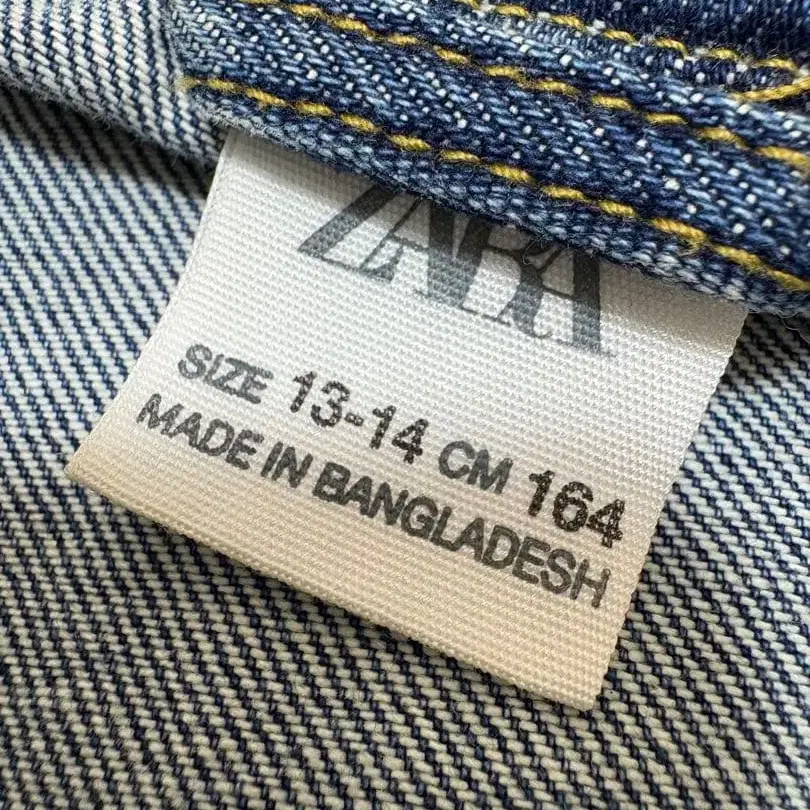 ZARA
SIZE 13-14 CM 164
MADE IN BANGLADESH